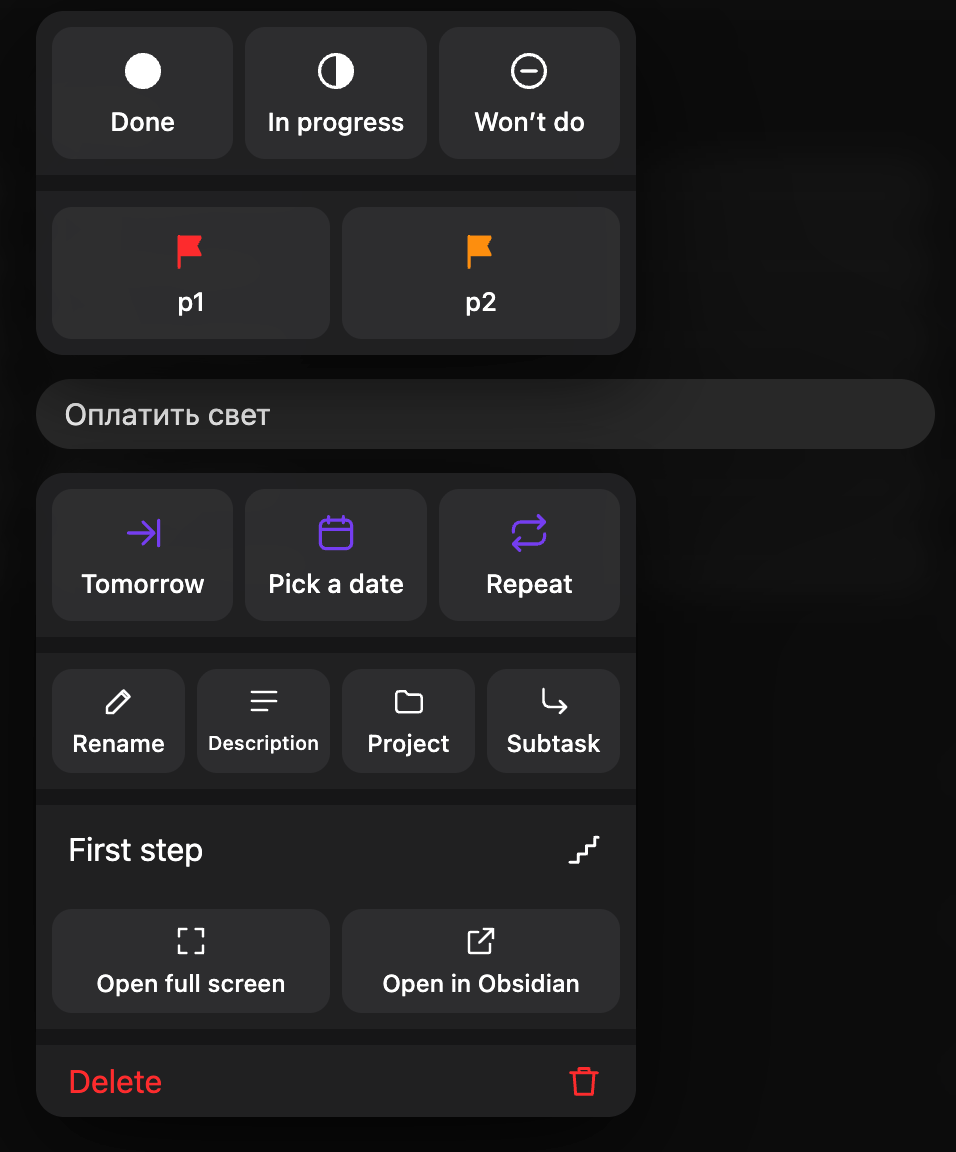 Done
In progress
Won’t do
p1
p2
Оплатить свет
Tomorrow
Pick a date
Repeat
Rename
Description
Project
Subtask
First step
Open full screen
Open in Obsidian
Delete